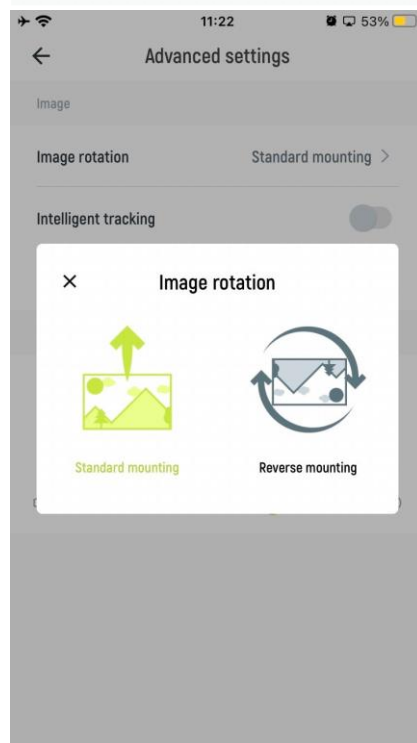 11:22
53%
Advanced settings
Image
Image rotation
Standard mounting
Intelligent tracking
Image rotation
Standard mounting
Reverse mounting